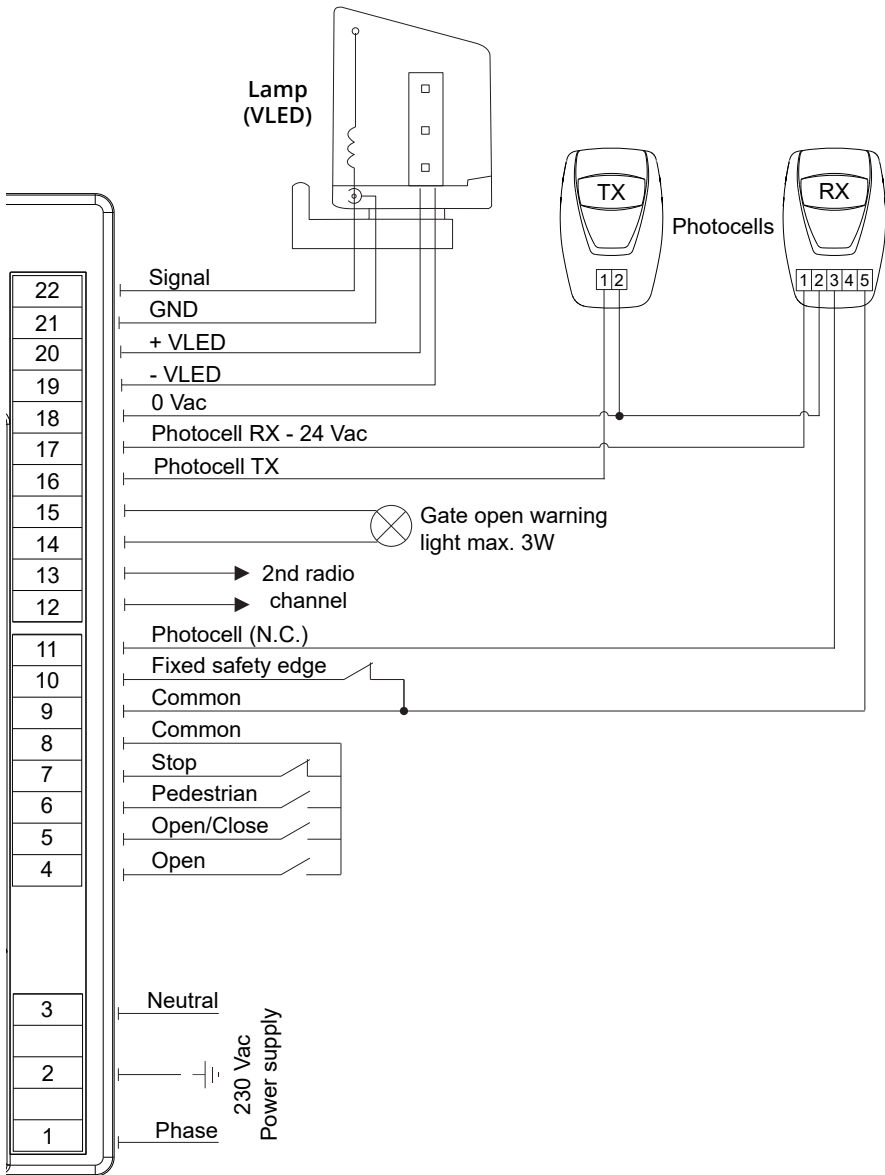 Lamp
(VLED)
TX
RX
Photocells
1 2
1 2 3 4 5
22 Signal
21 GND
20 + VLED
19 - VLED
18 0 Vac
17 Photocell RX - 24 Vac
16 Photocell TX
15
14
Gate open warning
light max. 3W
13
12
2nd radio
channel
11 Photocell (N.C.)
10 Fixed safety edge
9 Common
8 Common
7 Stop
6 Pedestrian
5 Open/Close
4 Open
3 Neutral
2
1 Phase
230 Vac
Power supply